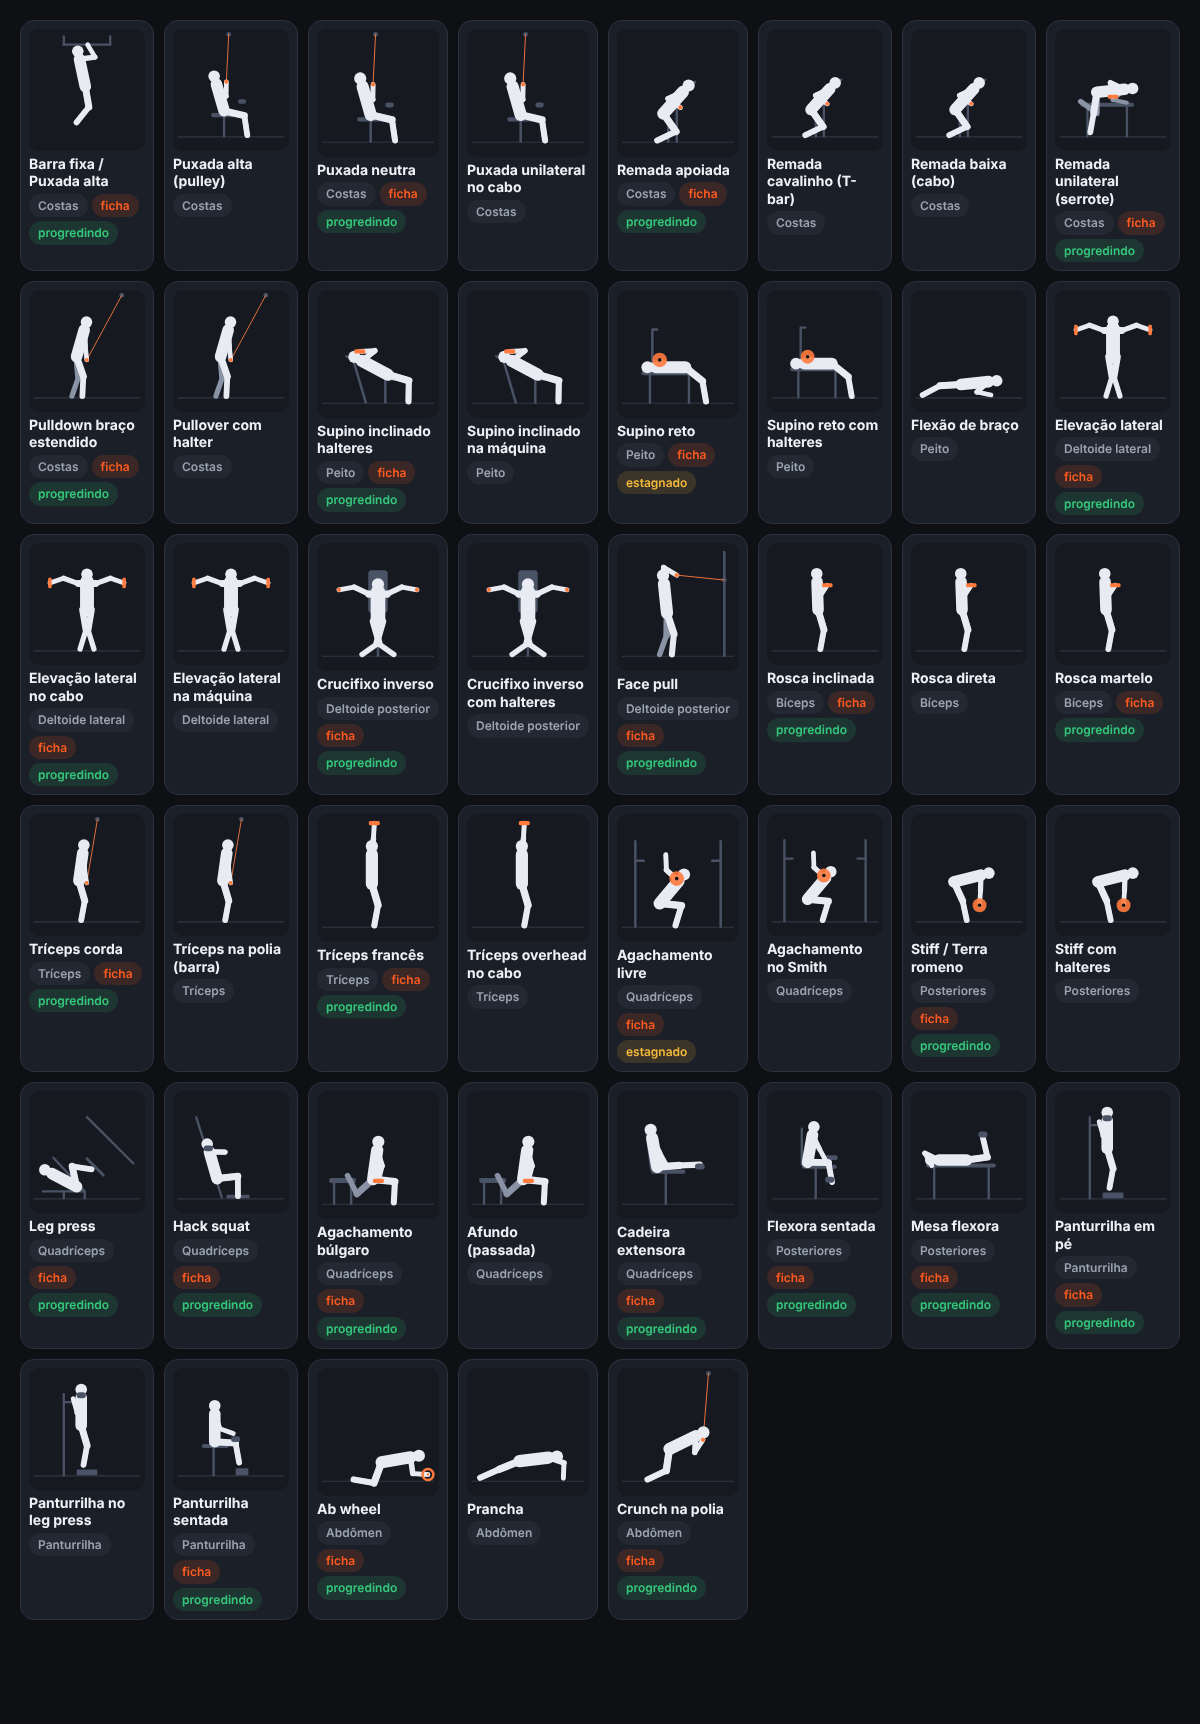 Barra fixa /
Puxada alta
Costas
ficha
progredindo
Puxada alta
(pulley)
Costas
Puxada neutra
Costas
ficha
progredindo
Puxada unilateral
no cabo
Costas
Remada apoiada
Costas
ficha
progredindo
Remada
cavalinho (T-
bar)
Costas
Remada baixa
(cabo)
Costas
Remada
unilateral
(serrote)
Costas
ficha
progredindo
Pulldown braço
estendido
Costas
ficha
progredindo
Pullover com
halter
Costas
Supino inclinado
halteres
Peito
ficha
progredindo
Supino inclinado
na máquina
Peito
Supino reto
Peito
ficha
estagnado
Supino reto com
halteres
Peito
Flexão de braço
Peito
Elevação lateral
Deltoide lateral
ficha
progredindo
Elevação lateral
no cabo
Deltoide lateral
ficha
progredindo
Elevação lateral
na máquina
Deltoide lateral
Crucifixo inverso
Deltoide posterior
ficha
progredindo
Crucifixo inverso
com halteres
Deltoide posterior
Face pull
Deltoide posterior
ficha
progredindo
Rosca inclinada
Bíceps
ficha
progredindo
Rosca direta
Bíceps
Rosca martelo
Bíceps
ficha
progredindo
Tríceps corda
Tríceps
ficha
progredindo
Tríceps na polia
(barra)
Tríceps
Tríceps francês
Tríceps
ficha
progredindo
Tríceps overhead
no cabo
Tríceps
Agachamento
livre
Quadríceps
ficha
estagnado
Agachamento
no Smith
Quadríceps
Stiff / Terra
romeno
Posteriores
ficha
progredindo
Stiff com
halteres
Posteriores
Leg press
Quadríceps
ficha
progredindo
Hack squat
Quadríceps
ficha
progredindo
Agachamento
búlgaro
Quadríceps
ficha
progredindo
Afundo
(passada)
Quadríceps
Cadeira
extensora
Quadríceps
ficha
progredindo
Flexora sentada
Posteriores
ficha
progredindo
Mesa flexora
Posteriores
ficha
progredindo
Panturrilha em
pé
Panturrilha
ficha
progredindo
Panturrilha no
leg press
Panturrilha
Panturrilha
sentada
Panturrilha
ficha
progredindo
Ab wheel
Abdômen
ficha
progredindo
Prancha
Abdômen
Crunch na polia
Abdômen
ficha
progredindo